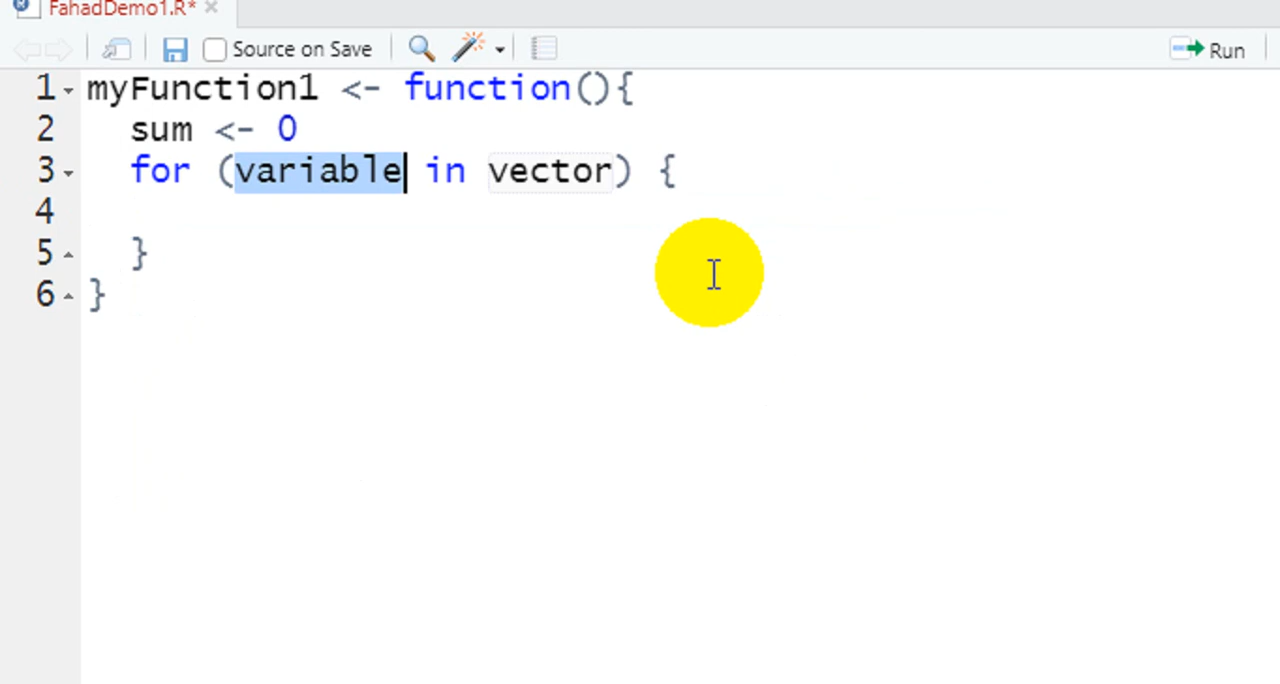 FahadDemo1.R*
Source on Save
Run
1 myFunction1 <- function(){
2 sum <- 0
3 for (variable in vector) {
4
5 }
6 }